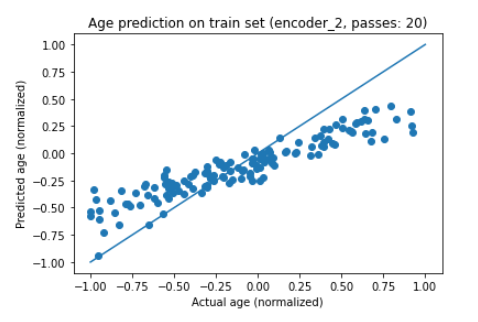 Age prediction on train set (encoder_2, passes: 20)
1.00
0.75
0.50
0.25
0.00
−0.25
−0.50
−0.75
−1.00
Predicted age (normalized)
−1.00 −0.75 −0.50 −0.25 0.00 0.25 0.50 0.75 1.00
Actual age (normalized)